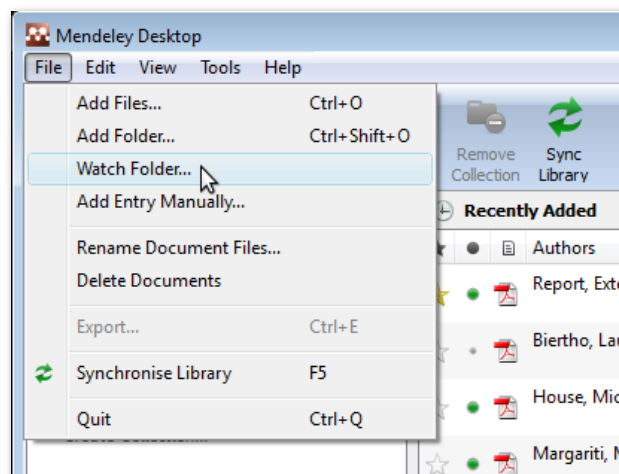 Mendeley Desktop
File Edit View Tools Help
Add Files... Ctrl+O
Add Folder... Ctrl+Shift+O
Watch Folder...
Add Entry Manually...
Rename Document Files...
Delete Documents
Export... Ctrl+E
Synchronise Library F5
Quit Ctrl+Q
Remove Collection
Sync Library
Recently Added
Authors
Report, Exte
Biertho, Lau
House, Mic
Margariti, M